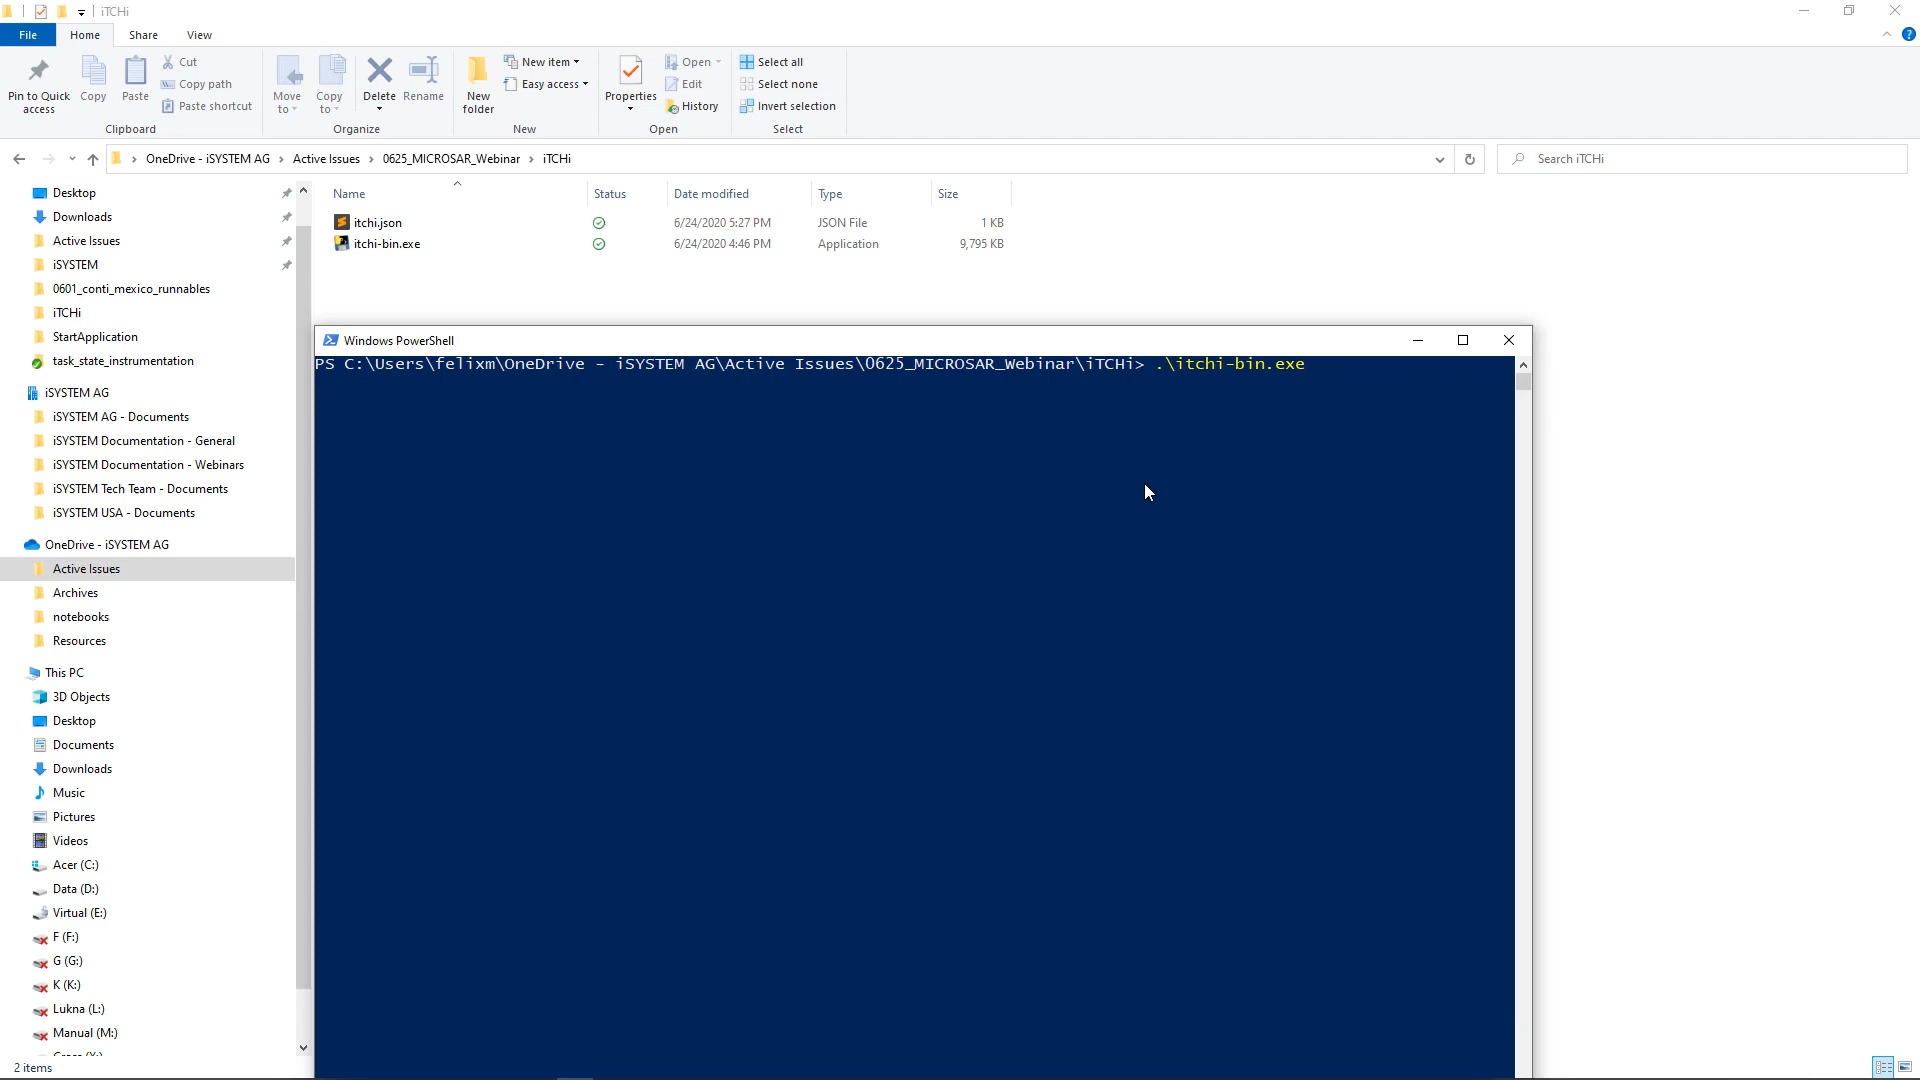 iTCHi
File Home Share View
Pin to Quick access
Copy
Paste
Cut
Copy path
Paste shortcut
Clipboard
Move to
Copy to
Delete
Rename
Organize
New folder
New item
Easy access
New
Properties
Open
Edit
History
Open
Select all
Select none
Invert selection
Select
OneDrive - iSYSTEM AG › Active Issues › 0625_MICROSAR_Webinar › iTCHi
Search iTCHi
Desktop
Downloads
Active Issues
iSYSTEM
0601_conti_mexico_runnables
iTCHi
StartApplication
task_state_instrumentation
iSYSTEM AG
iSYSTEM AG - Documents
iSYSTEM Documentation - General
iSYSTEM Documentation - Webinars
iSYSTEM Tech Team - Documents
iSYSTEM USA - Documents
OneDrive - iSYSTEM AG
Active Issues
Archives
notebooks
Resources
This PC
3D Objects
Desktop
Documents
Downloads
Music
Pictures
Videos
Acer (C:)
Data (D:)
Virtual (E:)
F (F:)
G (G:)
K (K:)
Lukna (L:)
Manual (M:)
2 items
Name Status Date modified Type Size
itchi.json 6/24/2020 5:27 PM JSON File 1 KB
itchi-bin.exe 6/24/2020 4:46 PM Application 9,795 KB
Windows PowerShell
PS C:\Users\felixm\OneDrive - iSYSTEM AG\Active Issues\0625_MICROSAR_Webinar\iTCHi> .\itchi-bin.exe